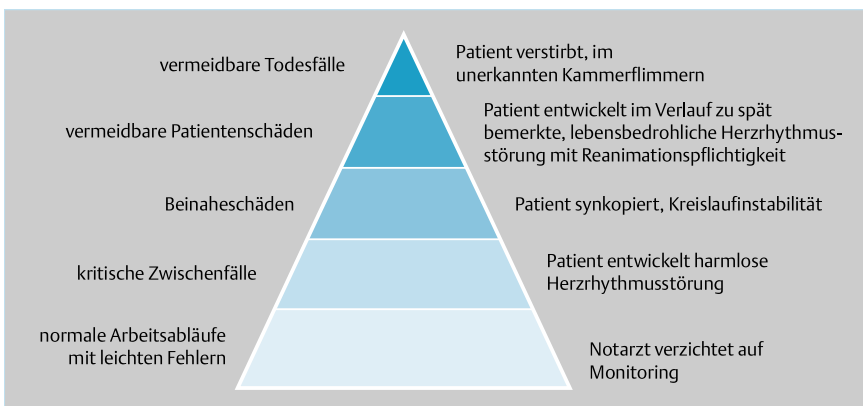 vermeidbare Todesfälle
Patient verstirbt, im
unerkannten Kammerflimmern
vermeidbare Patientenschäden
Patient entwickelt im Verlauf zu spät
bemerkte, lebensbedrohliche Herzrhythmus-
störung mit Reanimationspflichtigkeit
Beinaheschäden
Patient synkopiert, Kreislaufinstabilität
kritische Zwischenfälle
Patient entwickelt harmlose
Herzrhythmusstörung
normale Arbeitsabläufe
mit leichten Fehlern
Notarzt verzichtet auf
Monitoring